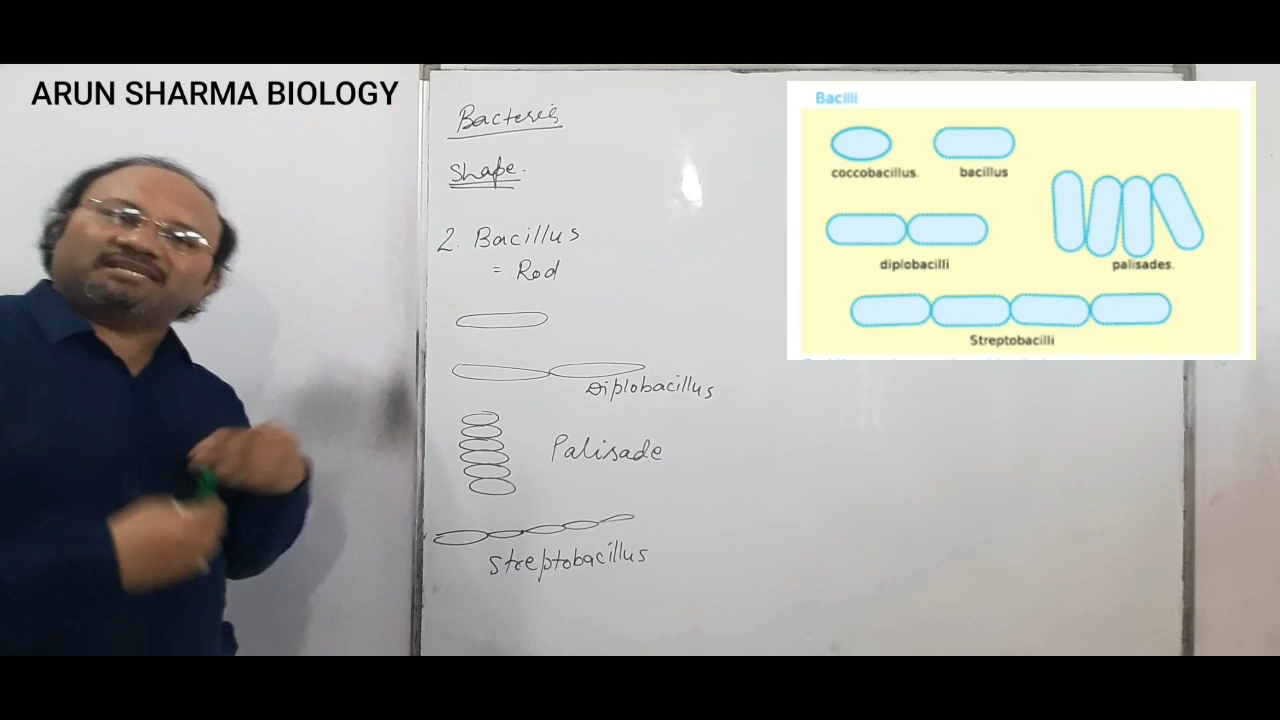 ARUN SHARMA BIOLOGY
Bacteria
Shape.
2. Bacillus
= Rod
Diplobacillus
Palisade
Streptobacillus
Bacilli
coccobacillus.
bacillus
diplobacilli
palisades.
Streptobacilli